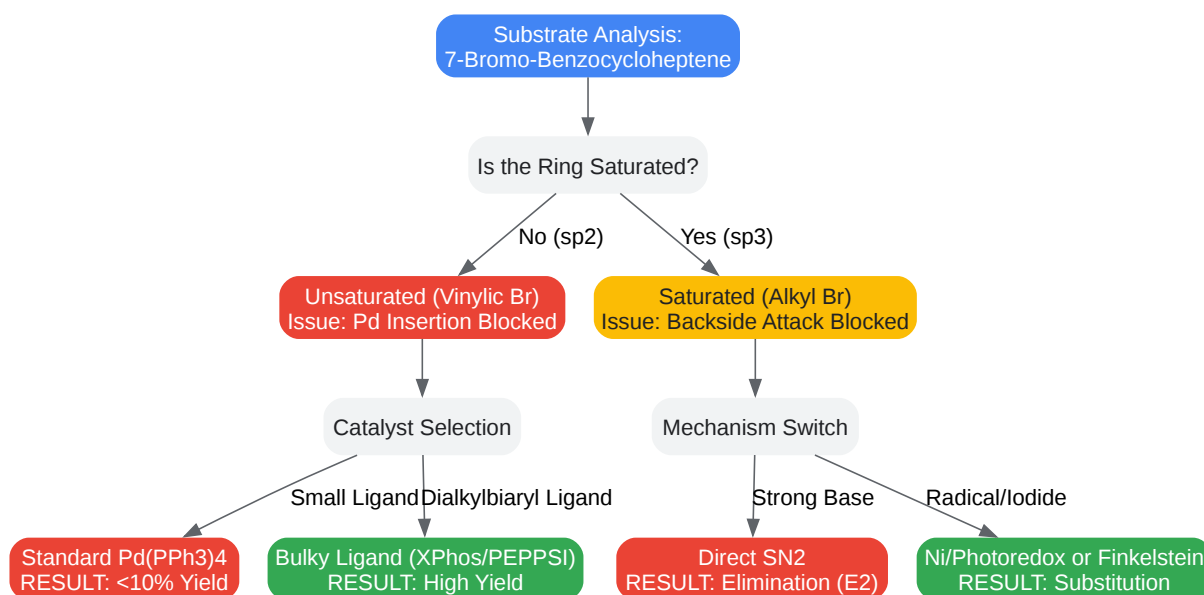 Substrate Analysis:
7-Bromo-Benzocycloheptene
Is the Ring Saturated?
No (sp2)
Yes (sp3)
Unsaturated (Vinylic Br)
Issue: Pd Insertion Blocked
Saturated (Alkyl Br)
Issue: Backside Attack Blocked
Catalyst Selection
Mechanism Switch
Small Ligand
Dialkylbiaryl Ligand
Strong Base
Radical/Iodide
Standard Pd(PPh3)4
RESULT: <10% Yield
Bulky Ligand (XPhos/PEPPSI)
RESULT: High Yield
Direct SN2
RESULT: Elimination (E2)
Ni/Photoredox or Finkelstein
RESULT: Substitution